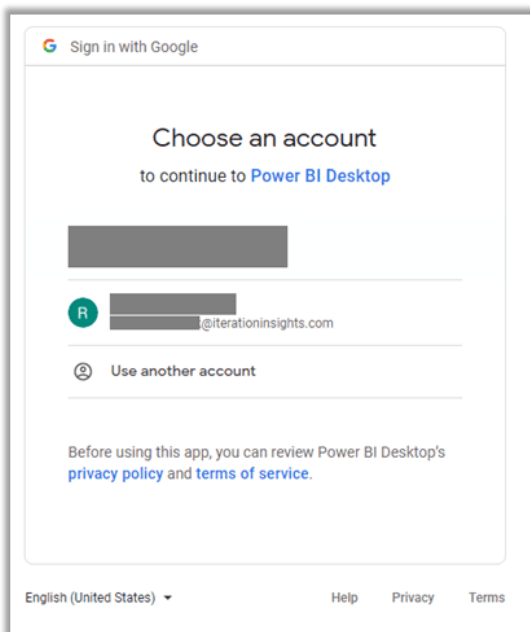 Sign in with Google
Choose an account
to continue to Power BI Desktop
R
@iterationinsights.com
Use another account
Before using this app, you can review Power BI Desktop's
privacy policy and terms of service.
English (United States)
Help Privacy Terms